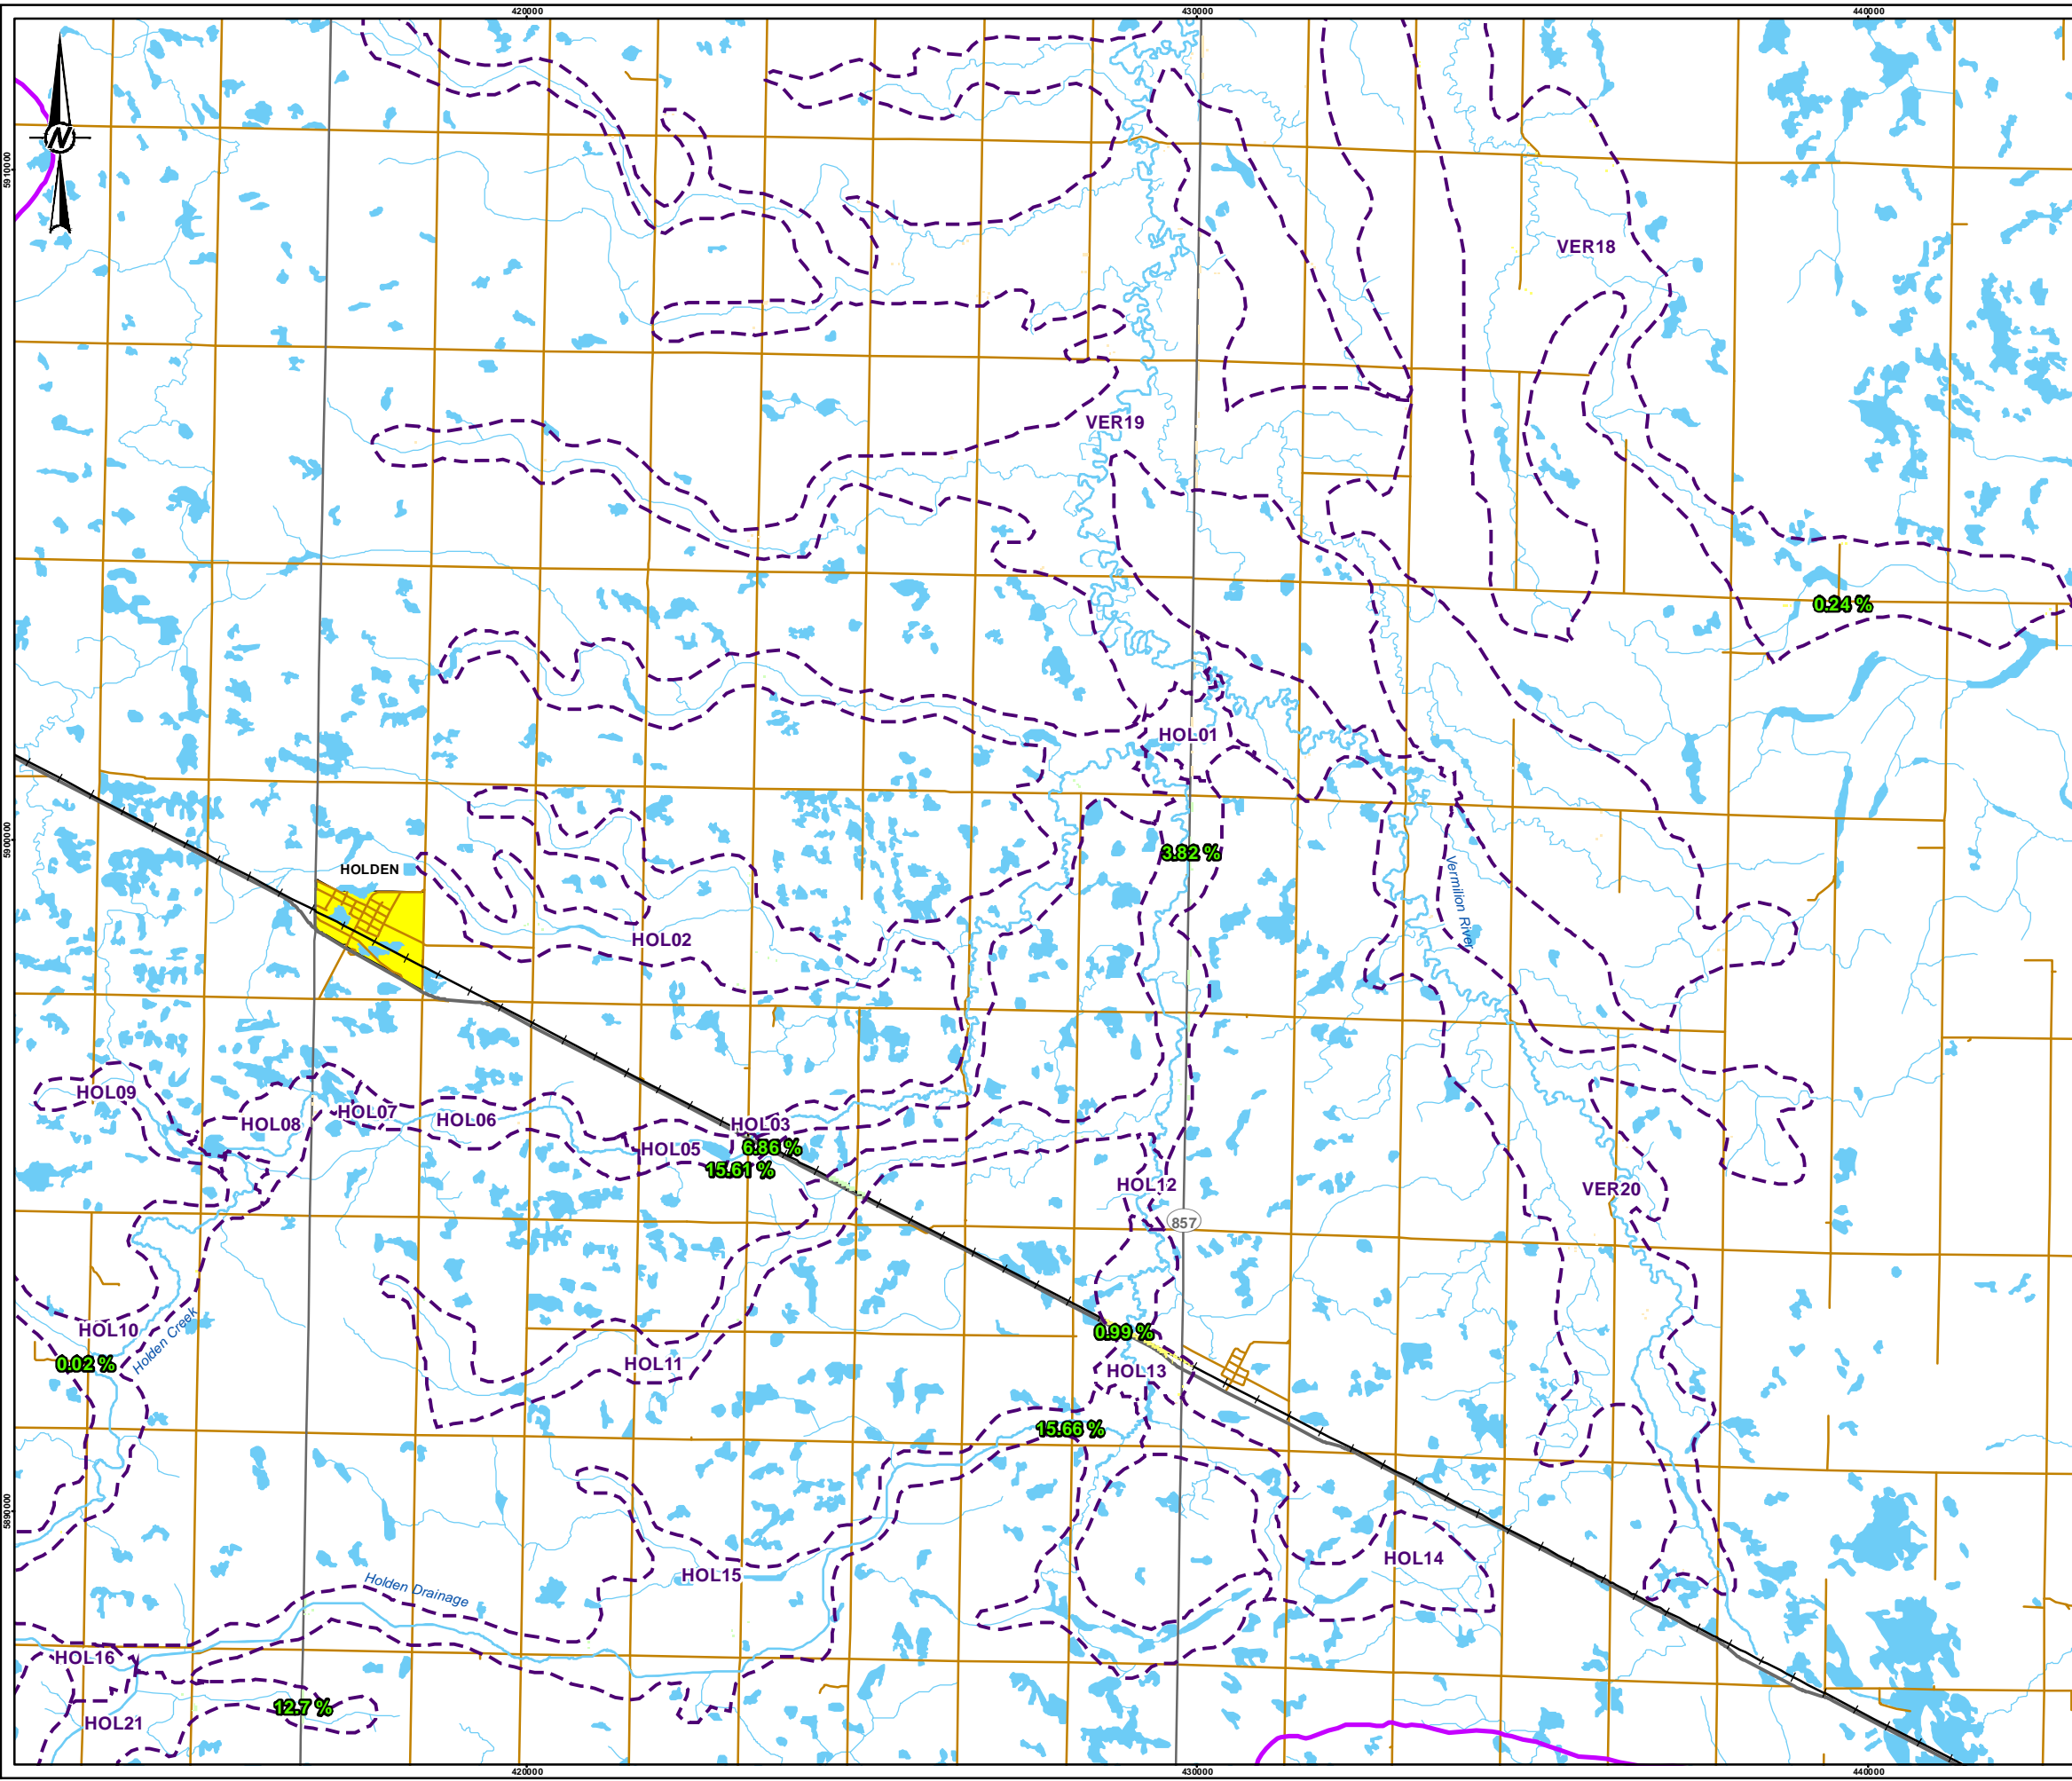 420000
430000
440000
N
5910000
VER18
VER19
0.24 %
HOL01
5900000
3.82 %
HOLDEN
Vermilion River
HOL02
HOL09
HOL08
HOL07
HOL06
HOL03
HOL05
6.86 %
15.61 %
HOL12
VER20
857
HOL10
Holden Creek
0.99 %
0.02 %
HOL11
HOL13
15.66 %
5890000
HOL14
HOL15
Holden Drainage
HOL16
12.7 %
HOL21
420000
430000
440000